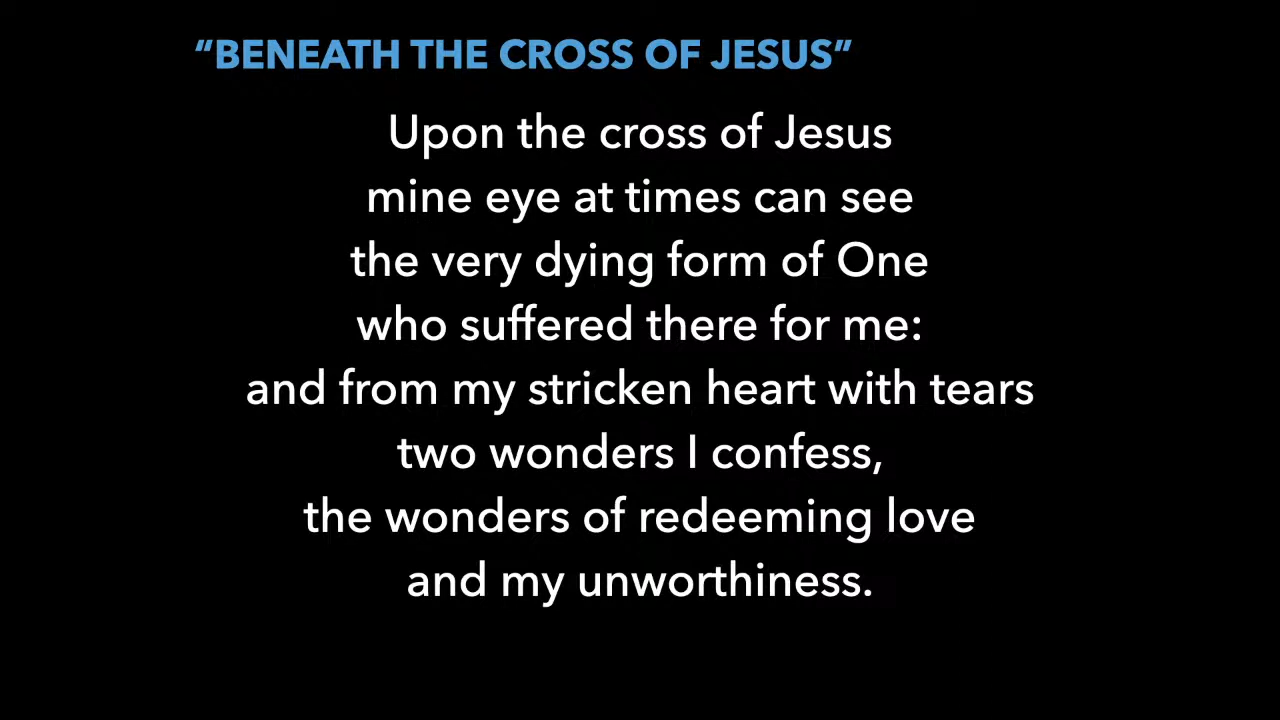 “BENEATH THE CROSS OF JESUS”
Upon the cross of Jesus
mine eye at times can see
the very dying form of One
who suffered there for me:
and from my stricken heart with tears
two wonders I confess,
the wonders of redeeming love
and my unworthiness.